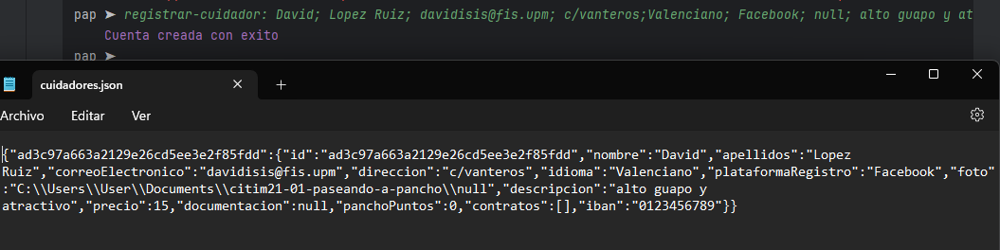 pap ➤ registrar-cuidador: David; Lopez Ruiz; davidisis@fis.upm; c/vanteros;Valenciano; Facebook; null; alto guapo y at
Cuenta creada con exito
pap ➤
cuidadores.json
Archivo Editar Ver
{"ad3c97a663a2129e26cd5ee3e2f85fdd":{"id":"ad3c97a663a2129e26cd5ee3e2f85fdd","nombre":"David","apellidos":"Lopez
Ruiz","correoElectronico":"davidisis@fis.upm","direccion":"c/vanteros","idioma":"Valenciano","plataformaRegistro":"Facebook","foto"
:"C:\\Users\\User\\Documents\\citim21-01-paseando-a-pancho\\null","descripcion":"alto guapo y
atractivo","precio":15,"documentacion":null,"panchoPuntos":0,"contratos":[],"iban":"0123456789"}}